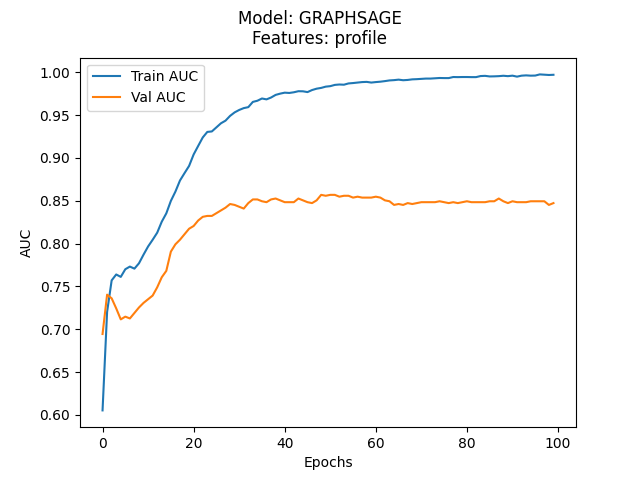 Model: GRAPHSAGE
Features: profile
Train AUC
Val AUC
1.00
0.95
0.90
0.85
0.80
0.75
0.70
0.65
0.60
AUC
0 20 40 60 80 100
Epochs